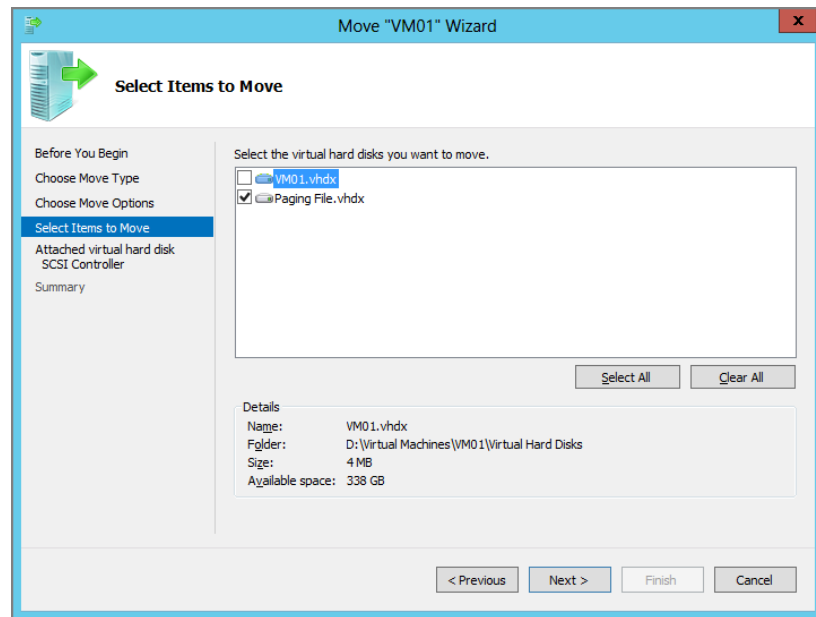 Move "VM01" Wizard
x
Select Items to Move
Before You Begin
Choose Move Type
Choose Move Options
Select Items to Move
Attached virtual hard disk
SCSI Controller
Summary
Select the virtual hard disks you want to move.
VM01.vhdx
Paging File.vhdx
Select All
Clear All
Details
Name: VM01.vhdx
Folder: D:\Virtual Machines\VM01\Virtual Hard Disks
Size: 4 MB
Available space: 338 GB
< Previous
Next >
Finish
Cancel